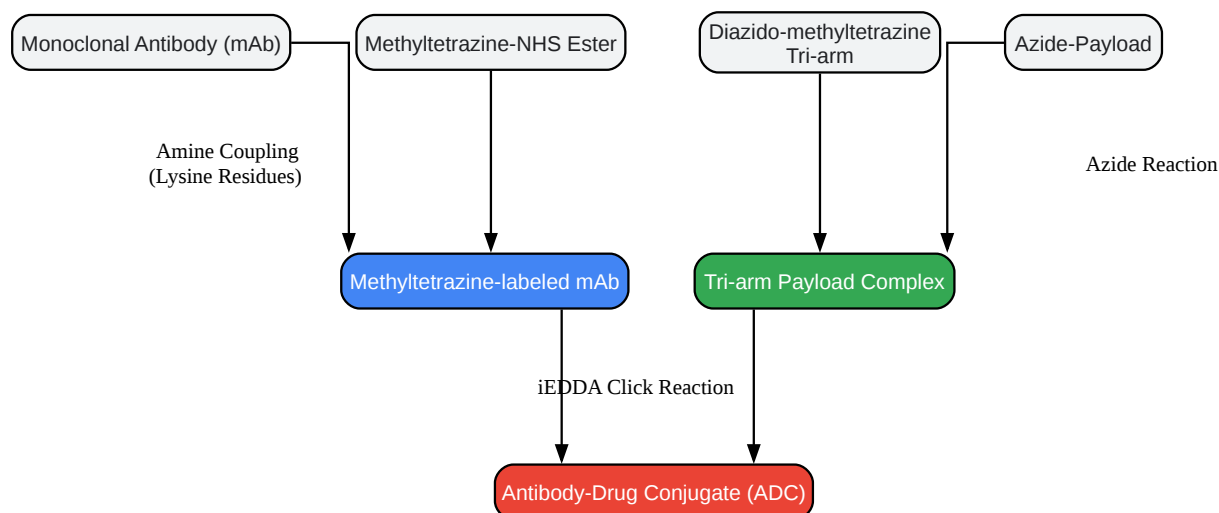 Monoclonal Antibody (mAb)
Methyltetrazine-NHS Ester
Diazido-methyltetrazine
Tri-arm
Azide-Payload
Amine Coupling
(Lysine Residues)
Azide Reaction
Methyltetrazine-labeled mAb
Tri-arm Payload Complex
iEDDA Click Reaction
Antibody-Drug Conjugate (ADC)